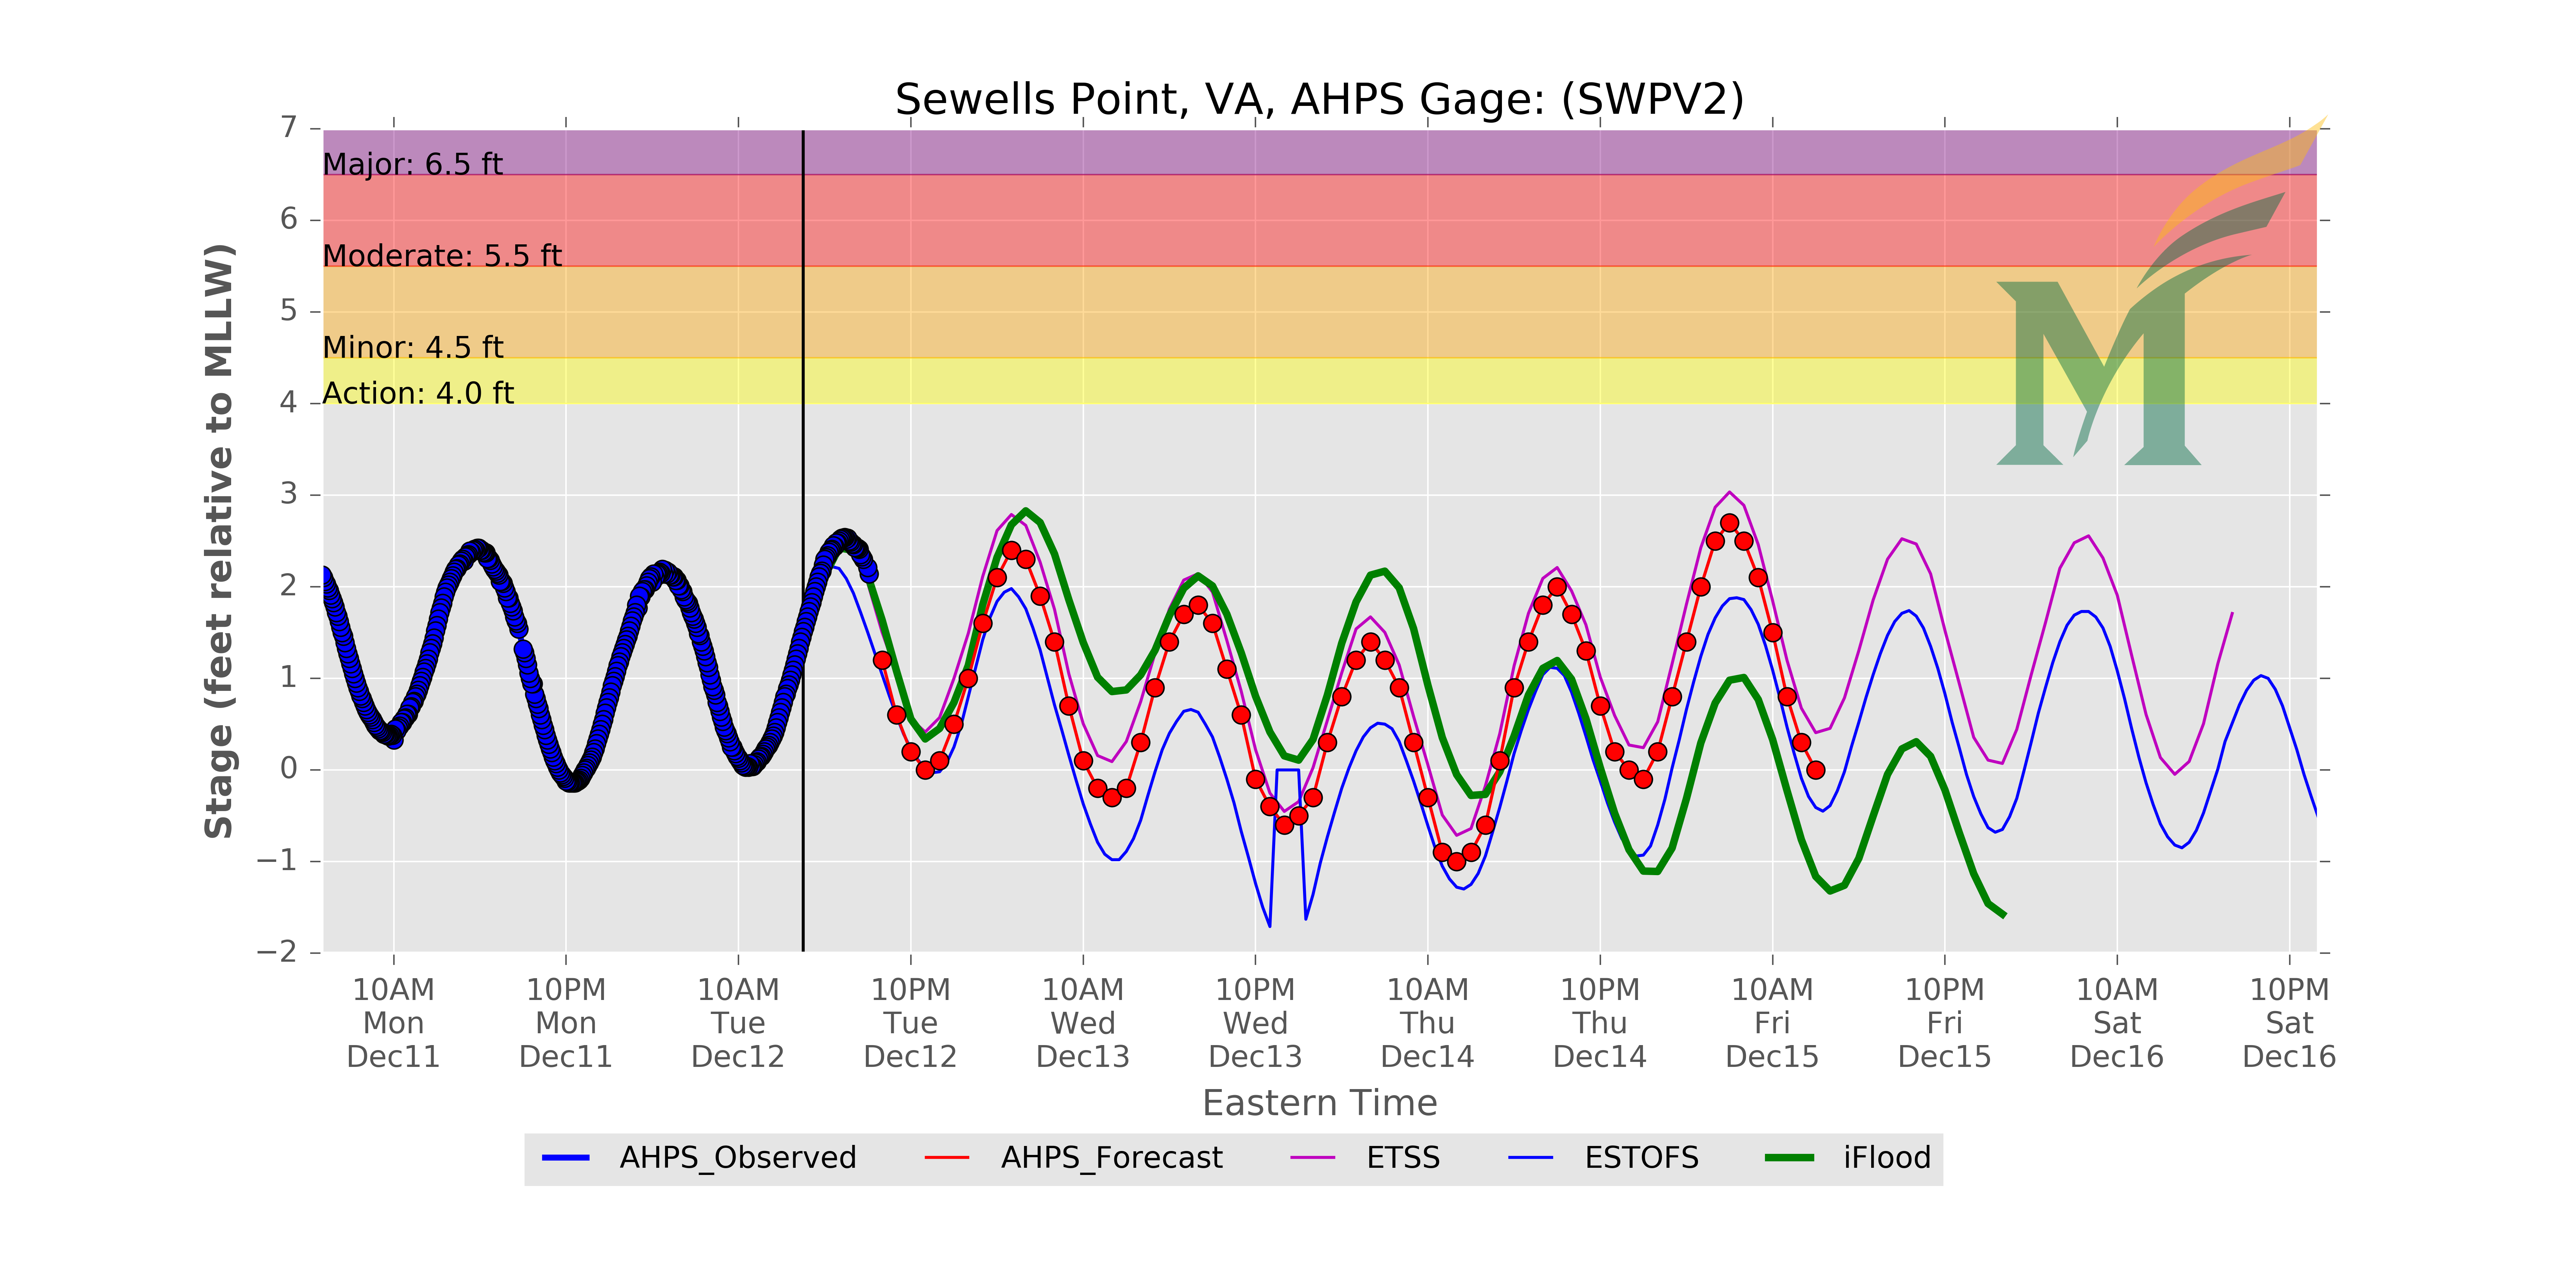 Sewells Point, VA, AHPS Gage: (SWPV2)
Stage (feet relative to MLLW)
7
6
5
4
3
2
1
0
−1
−2
Major: 6.5 ft
Moderate: 5.5 ft
Minor: 4.5 ft
Action: 4.0 ft
M
10AM Mon Dec11
10PM Mon Dec11
10AM Tue Dec12
10PM Tue Dec12
10AM Wed Dec13
10PM Wed Dec13
10AM Thu Dec14
10PM Thu Dec14
10AM Fri Dec15
10PM Fri Dec15
10AM Sat Dec16
10PM Sat Dec16
Eastern Time
AHPS_Observed
AHPS_Forecast
ETSS
ESTOFS
iFlood